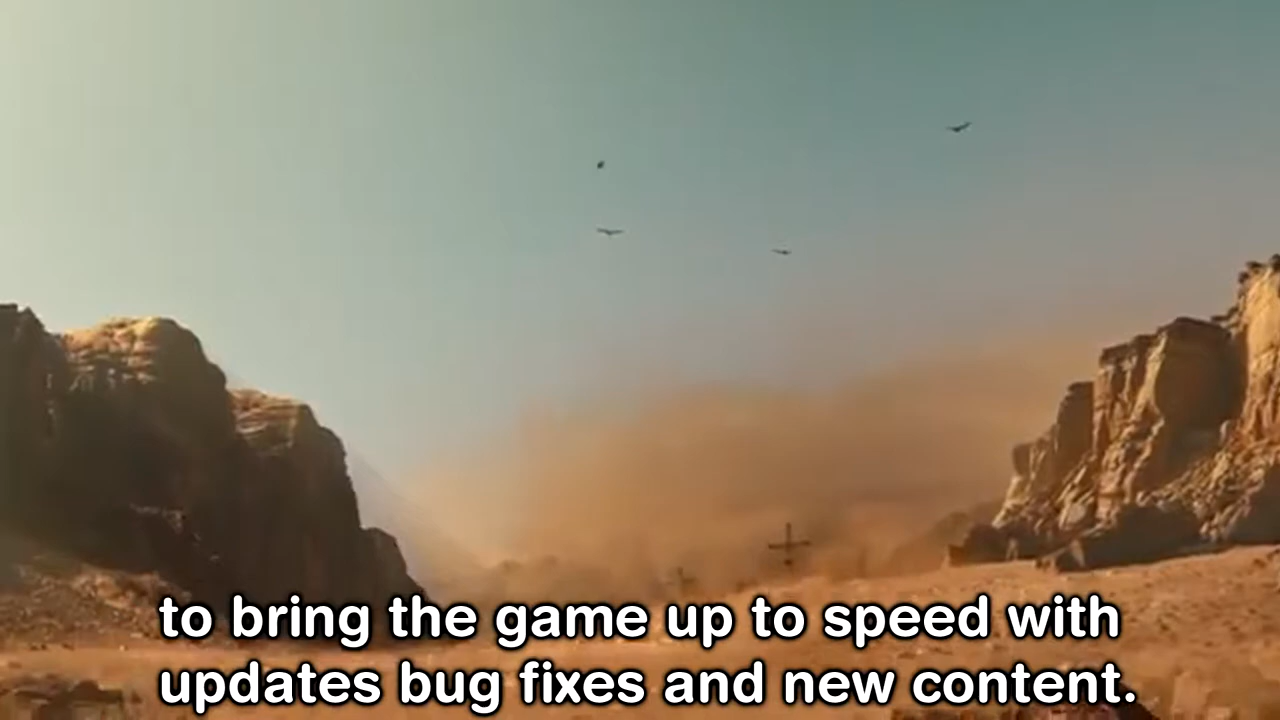 to bring the game up to speed with
updates bug fixes and new content.